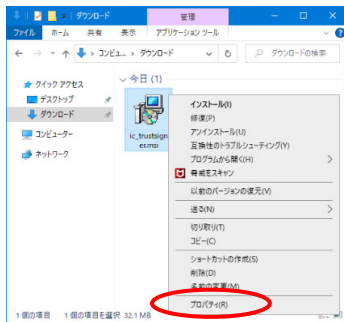 ダウンロード
管理
ファイル ホーム 共有 表示 アプリケーション ツール
コンピュ... ダウンロード
ダウンロードの検索
今日 (1)
クイック アクセス
デスクトップ
ダウンロード
コンピューター
ネットワーク
ic_trustsign
er.msi
インストール(I)
修復(P)
アンインストール(U)
互換性のトラブルシューティング(Y)
プログラムから開く(H)
脅威をスキャン
以前のバージョンの復元(V)
送る(N)
切り取り(T)
コピー(C)
ショートカットの作成(S)
削除(D)
名前の変更(M)
プロパティ(R)
1 個の項目 1 個の項目を選択 32.1 MB